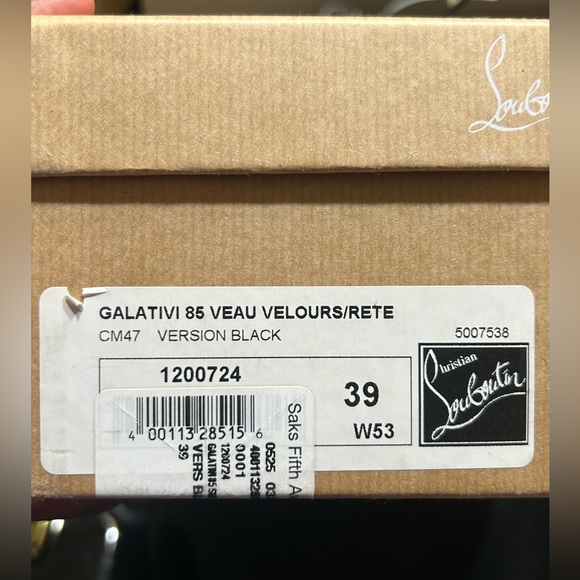 GALATIVI 85 VEAU VELOURS/RETE
CM47 VERSION BLACK
5007538
1200724
39
W53
Christian
Louboutin
4 00113 28515 6
Saks Fifth
0525
0001
1200724
39